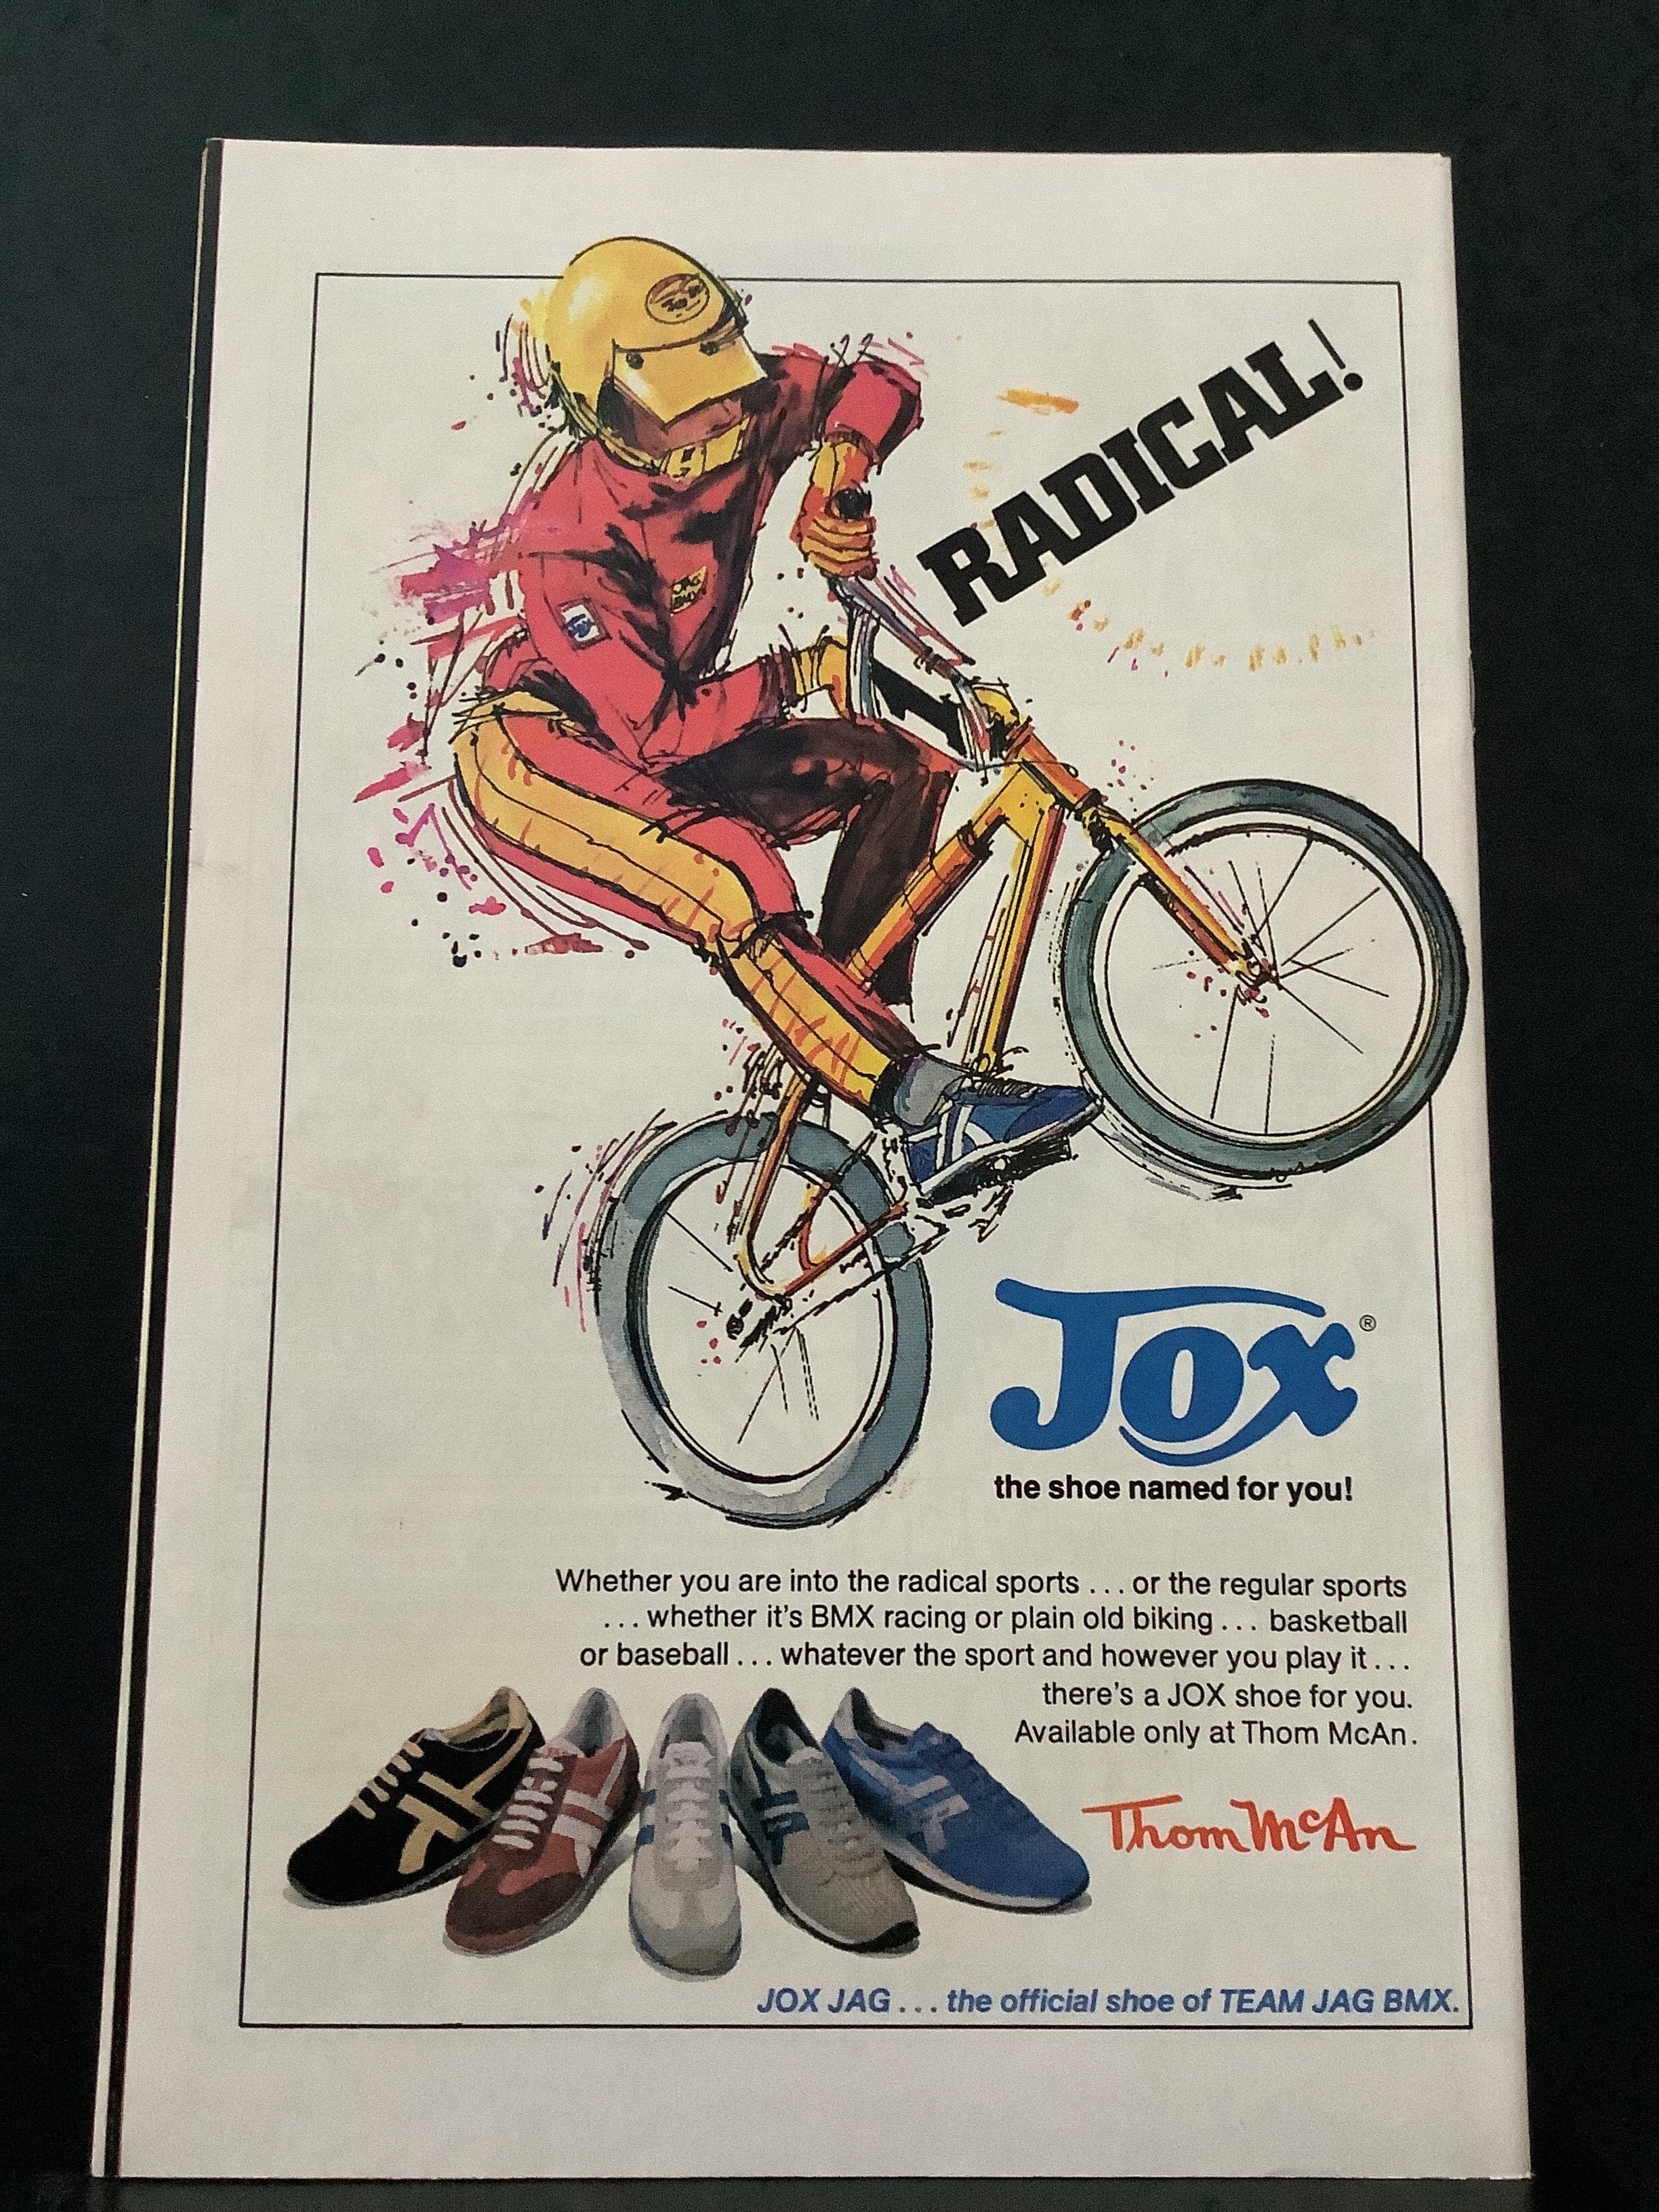 RADICAL!
JAG
BMX
Jox®
the shoe named for you!
Whether you are into the radical sports ... or the regular sports
... whether it's BMX racing or plain old biking ... basketball
or baseball ... whatever the sport and however you play it ...
there's a JOX shoe for you.
Available only at Thom McAn.
Thom McAn
JOX JAG ... the official shoe of TEAM JAG BMX.